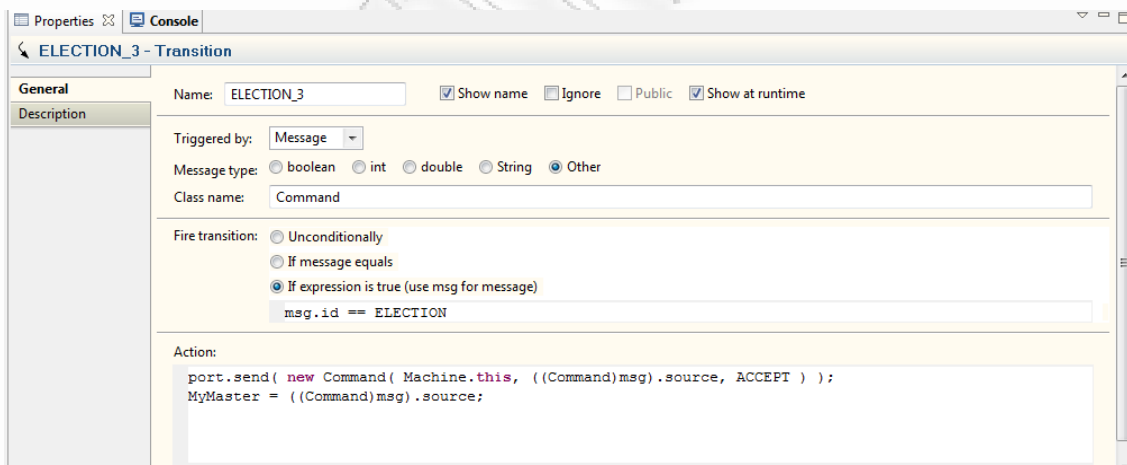 Properties Console
ELECTION_3 - Transition
General
Description
Name: ELECTION_3 Show name Ignore Public Show at runtime
Triggered by: Message
Message type: boolean int double String Other
Class name: Command
Fire transition: Unconditionally
If message equals
If expression is true (use msg for message)
msg.id == ELECTION
Action:
port.send( new Command( Machine.this, ((Command)msg).source, ACCEPT ) );
MyMaster = ((Command)msg).source;